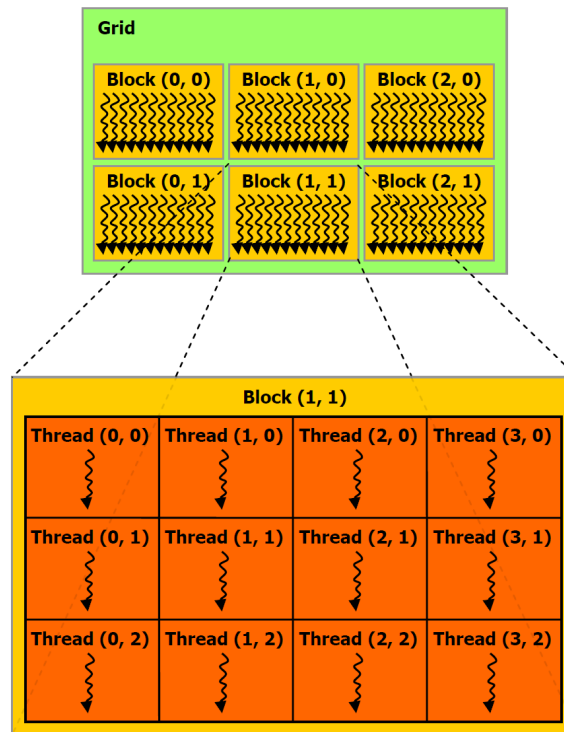 Grid
Block (0, 0) Block (1, 0) Block (2, 0)
Block (0, 1) Block (1, 1) Block (2, 1)
Block (1, 1)
Thread (0, 0) Thread (1, 0) Thread (2, 0) Thread (3, 0)
Thread (0, 1) Thread (1, 1) Thread (2, 1) Thread (3, 1)
Thread (0, 2) Thread (1, 2) Thread (2, 2) Thread (3, 2)